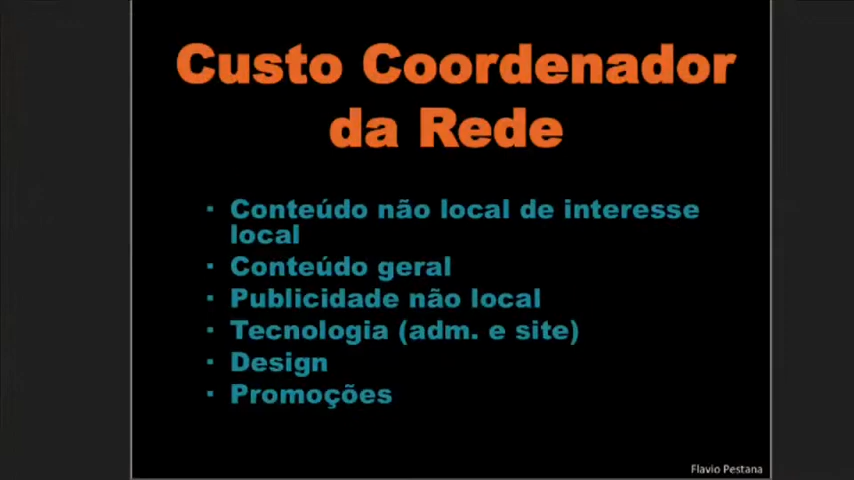 Custo Coordenador
da Rede
▪ Conteúdo não local de interesse
local
▪ Conteúdo geral
▪ Publicidade não local
▪ Tecnologia (adm. e site)
▪ Design
▪ Promoções
Flavio Pestana